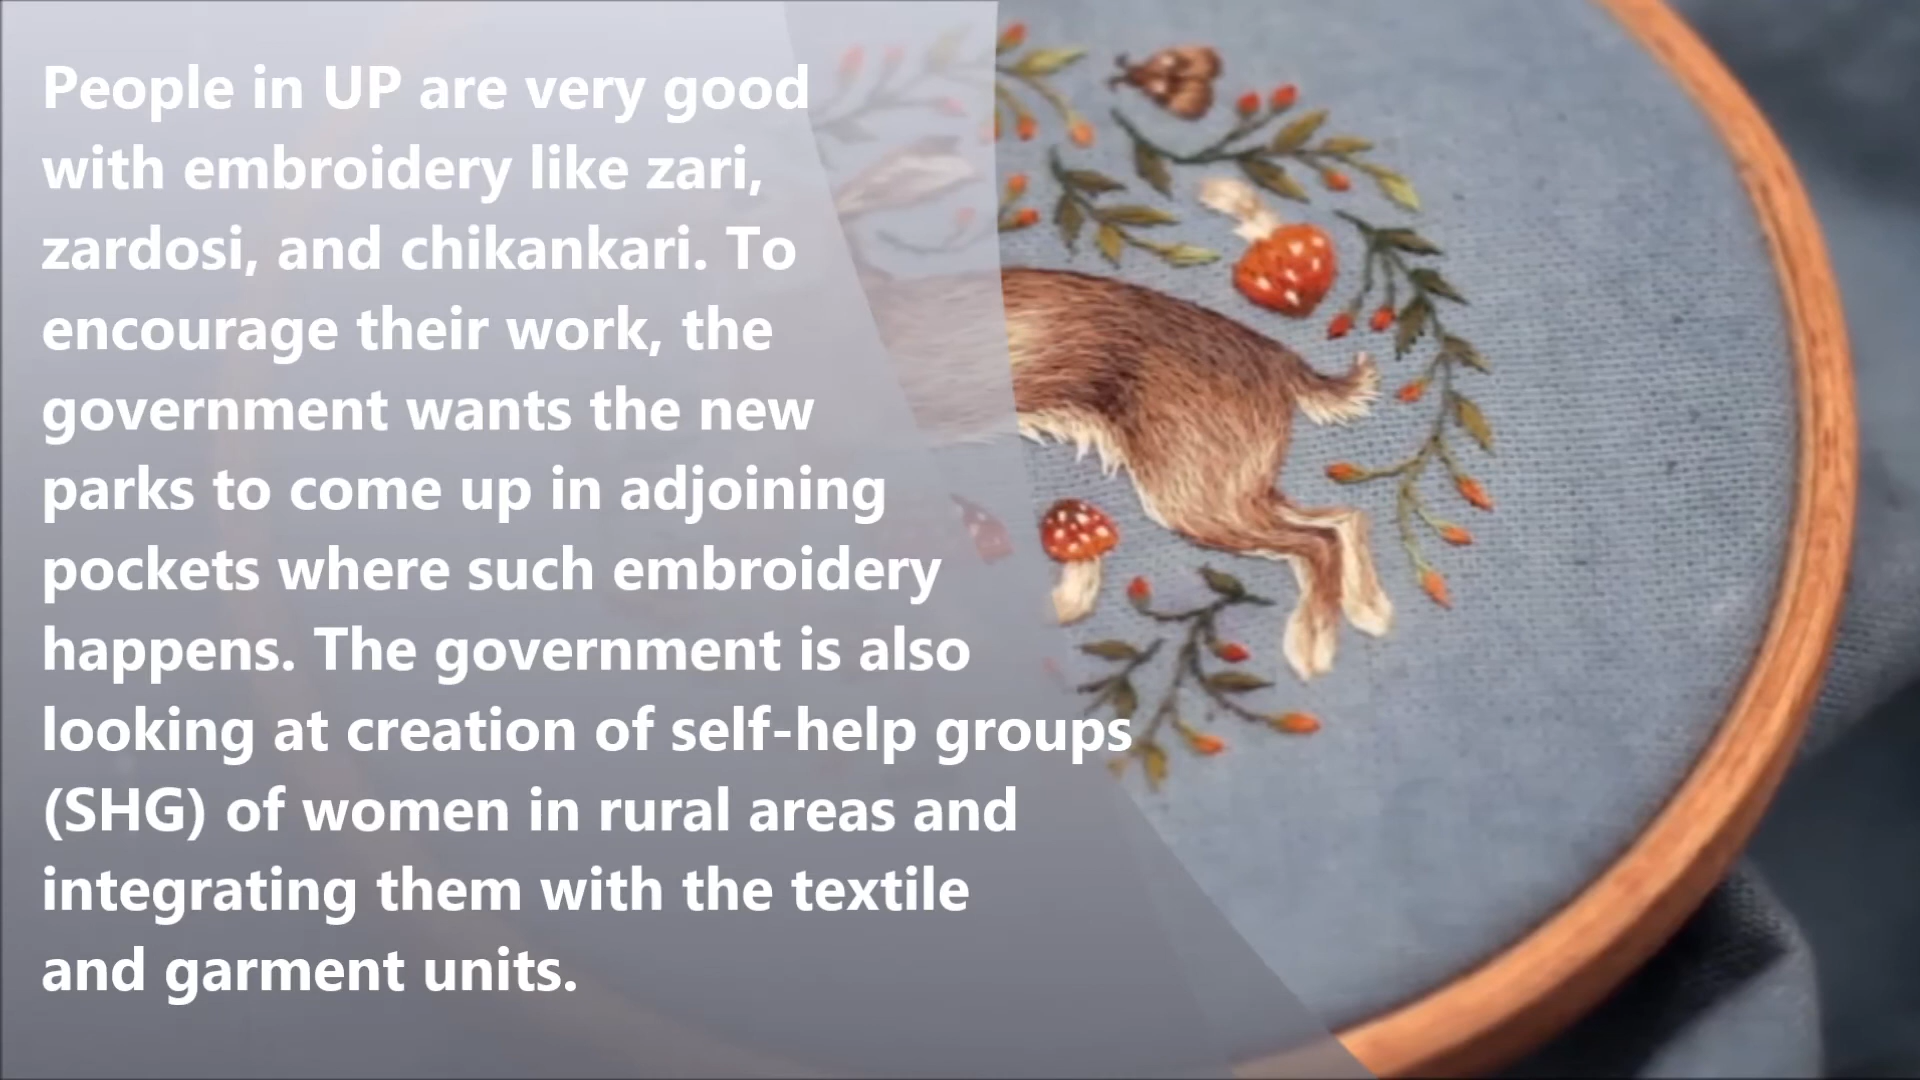 People in UP are very good
with embroidery like zari,
zardosi, and chikankari. To
encourage their work, the
government wants the new
parks to come up in adjoining
pockets where such embroidery
happens. The government is also
looking at creation of self-help groups
(SHG) of women in rural areas and
integrating them with the textile
and garment units.